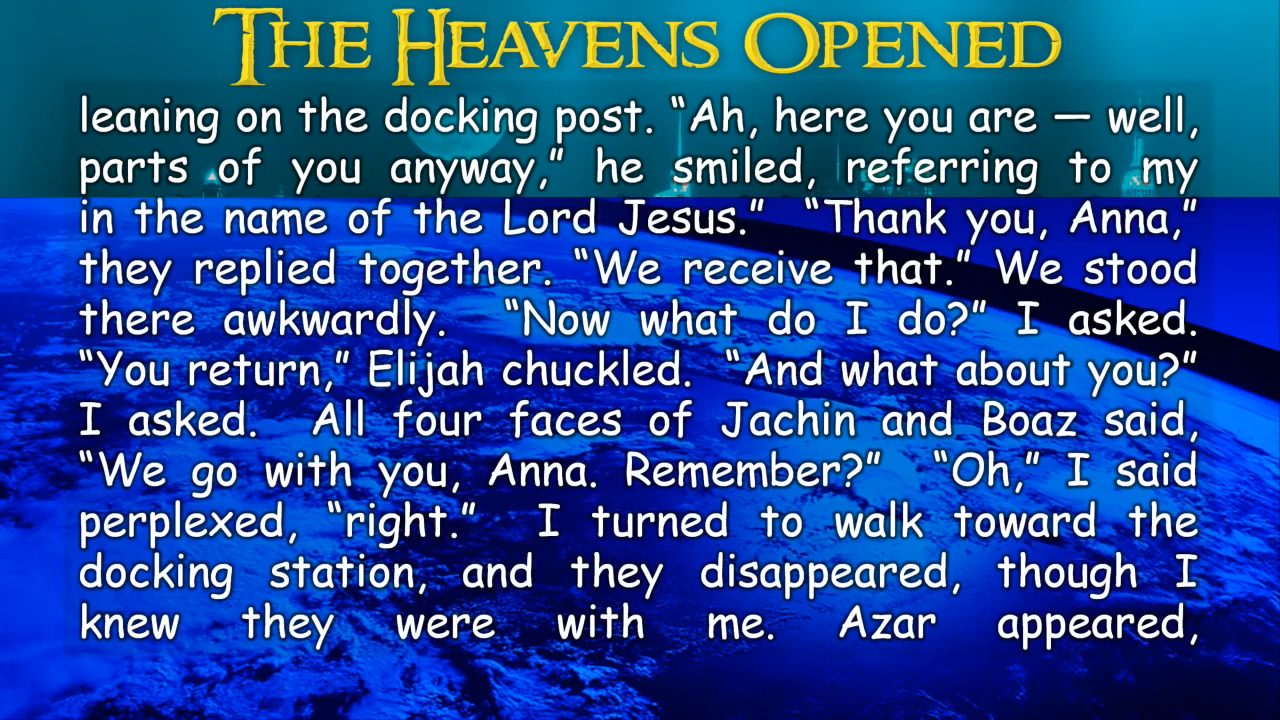 THE HEAVENS OPENED
leaning on the docking post. “Ah, here you are — well,
parts of you anyway,” he smiled, referring to my
in the name of the Lord Jesus.” “Thank you, Anna,”
they replied together. “We receive that.” We stood
there awkwardly. “Now what do I do?” I asked.
“You return,” Elijah chuckled. “And what about you?”
I asked. All four faces of Jachin and Boaz said,
“We go with you, Anna. Remember?” “Oh,” I said
perplexed, “right.” I turned to walk toward the
docking station, and they disappeared, though I
knew they were with me. Azar appeared,